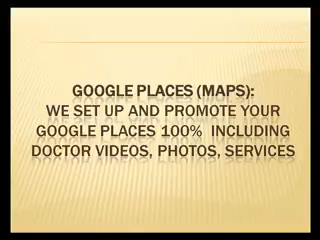 GOOGLE PLACES (MAPS):
WE SET UP AND PROMOTE YOUR
GOOGLE PLACES 100% INCLUDING
DOCTOR VIDEOS, PHOTOS, SERVICES